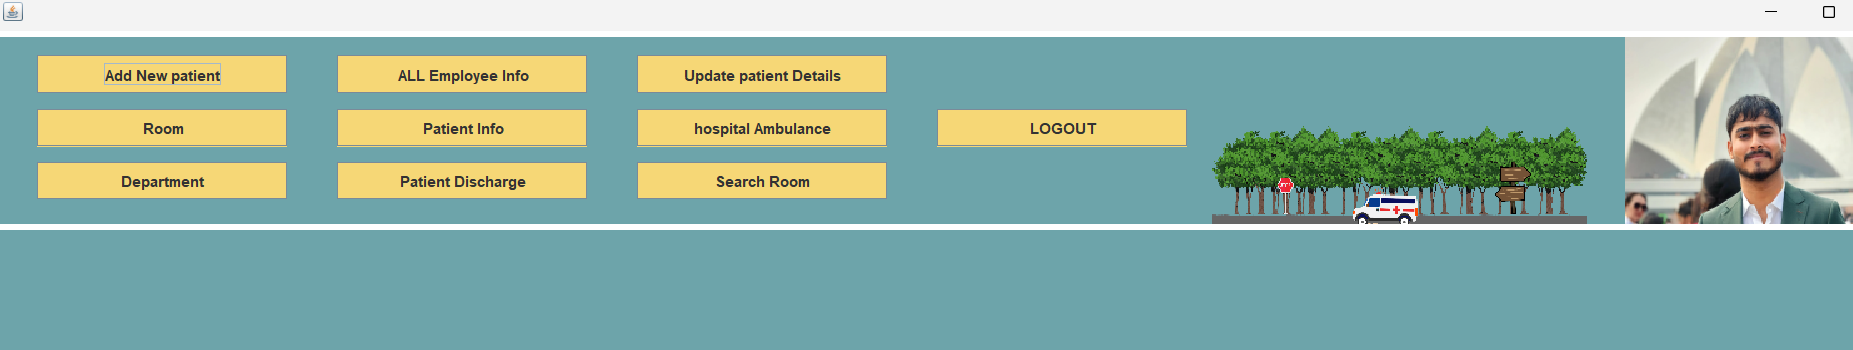 Add New patient
ALL Employee Info
Update patient Details
Room
Patient Info
hospital Ambulance
LOGOUT
Department
Patient Discharge
Search Room